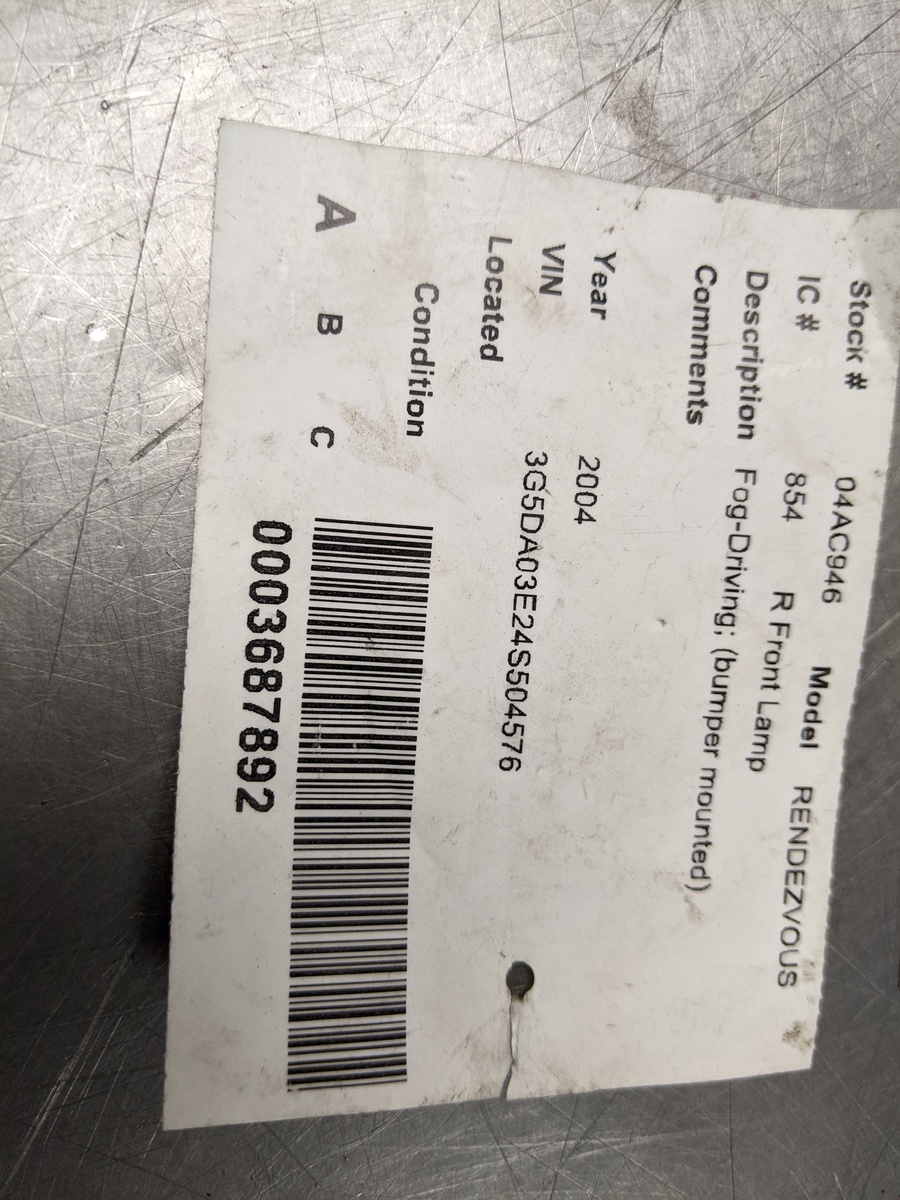 Stock # 04AC946 Model RENDEZVOUS
IC # 854 R Front Lamp
Description Fog-Driving; (bumper mounted)
Comments
Year 2004
VIN 3G5DA03E24S504576
Located
Condition
A B C
0003687892